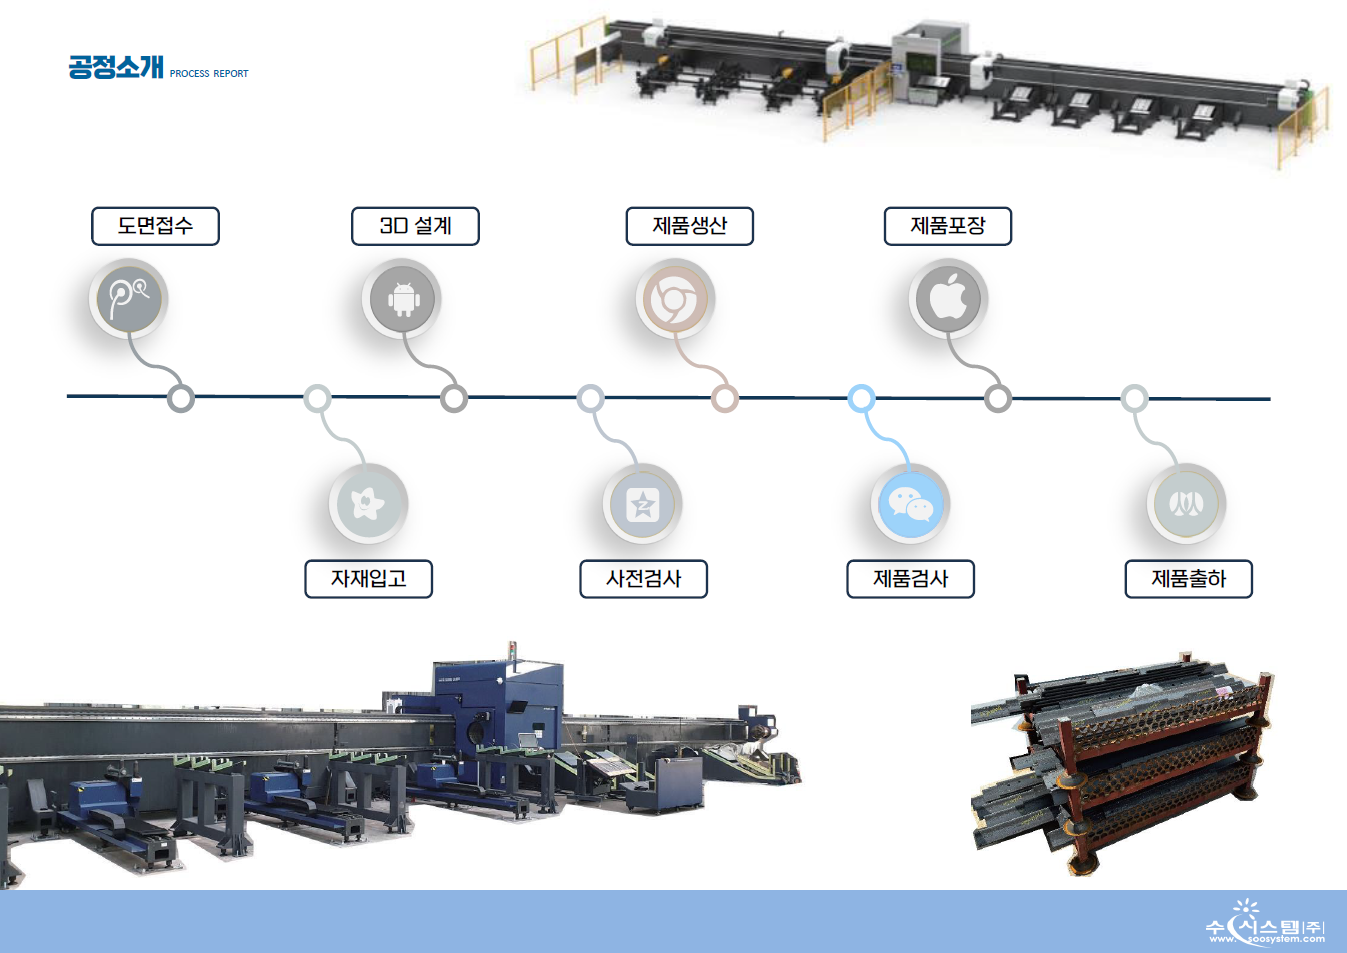 공정소개 PROCESS REPORT
도면접수
3D 설계
제품생산
제품포장
자재입고
사전검사
제품검사
제품출하
수시스템(주)
www.soosystem.com